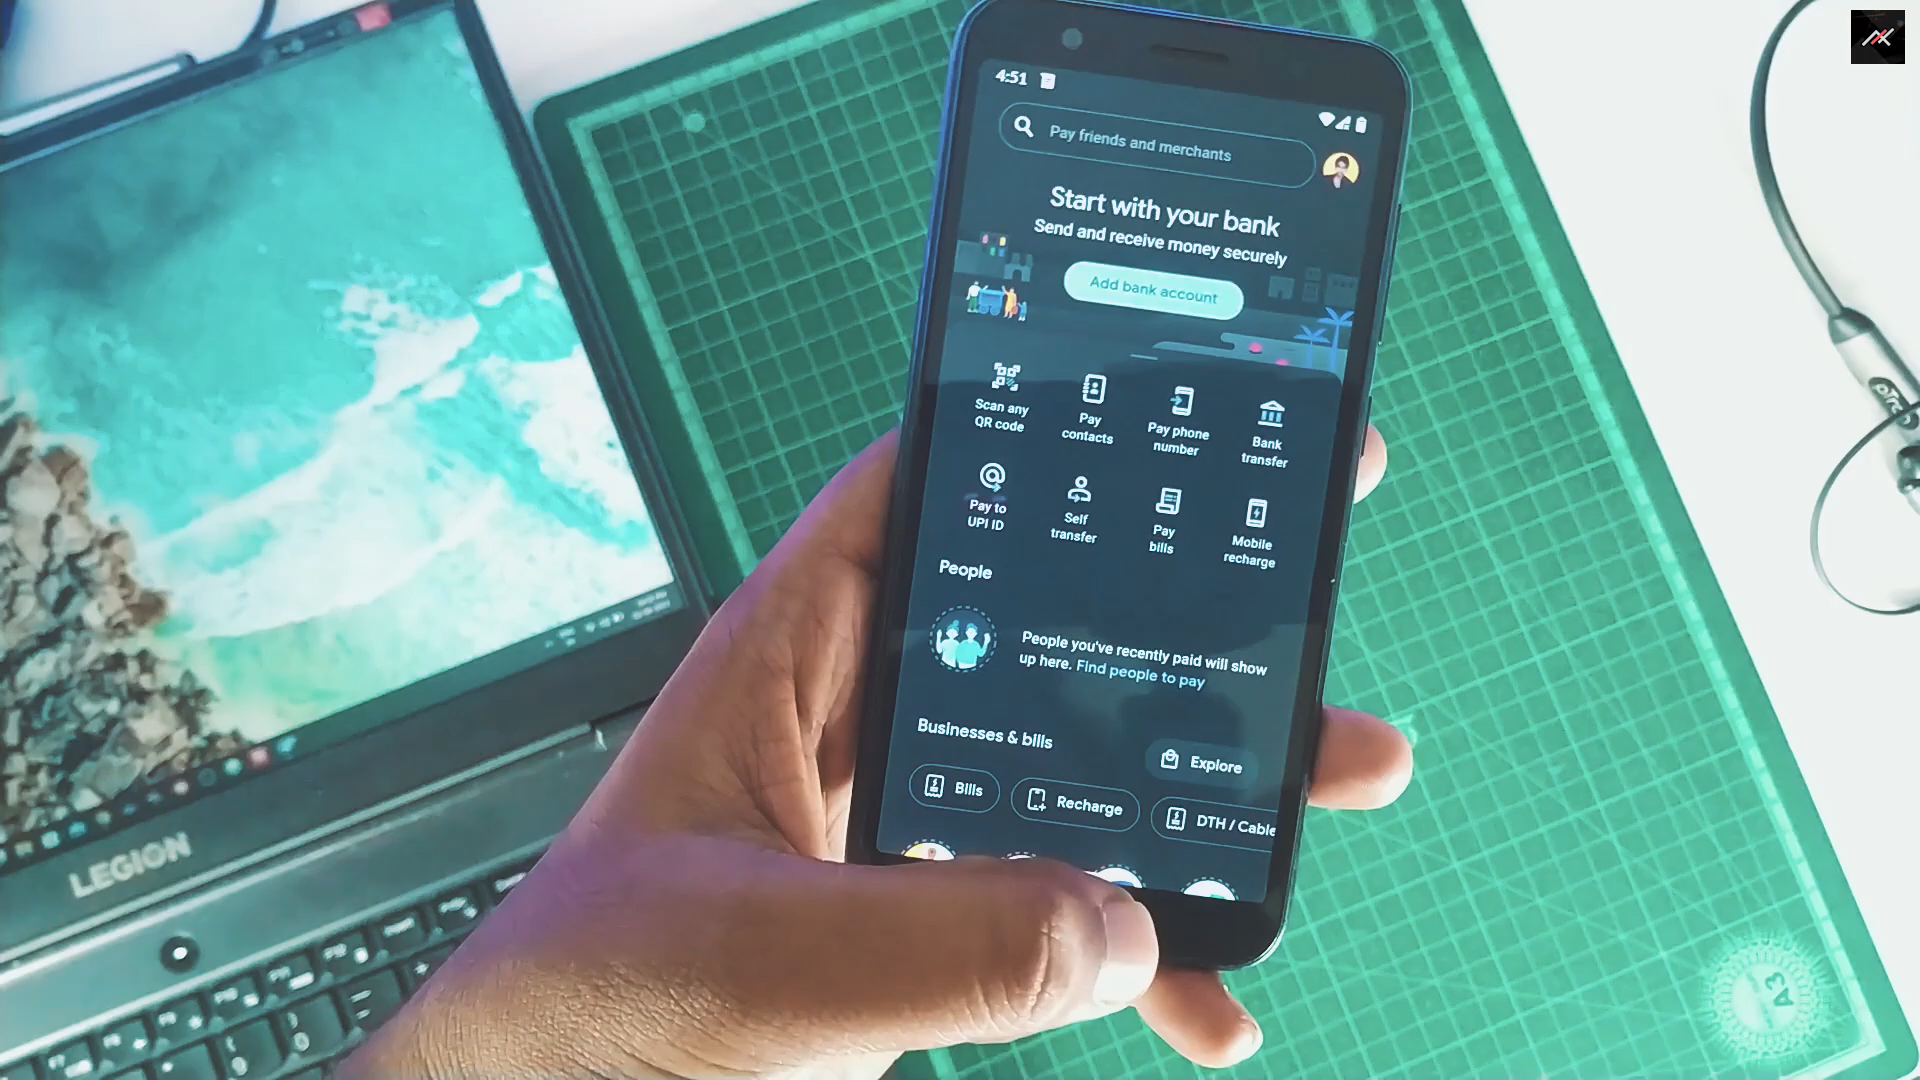 4:51
Pay friends and merchants
Start with your bank
Send and receive money securely
Add bank account
Scan any
QR code
Pay
contacts
Pay phone
number
Bank
transfer
Pay to
UPI ID
Self
transfer
Pay
bills
Mobile
recharge
People
People you've recently paid will show
up here. Find people to pay
Businesses & bills
Explore
Bills
Recharge
DTH / Cable
LEGION
A3